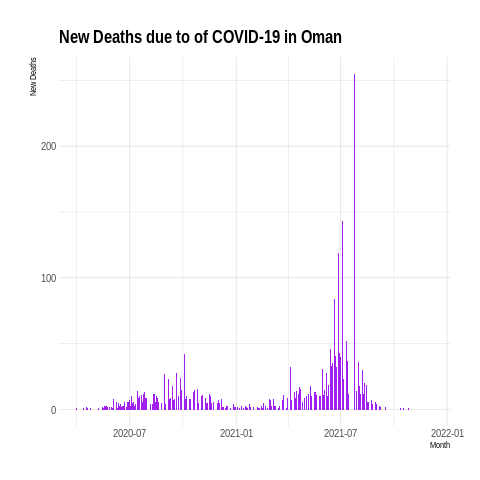 New Deaths due to of COVID-19 in Oman
New Deaths
200
100
0
2020-07 2021-01 2021-07 2022-01
Month